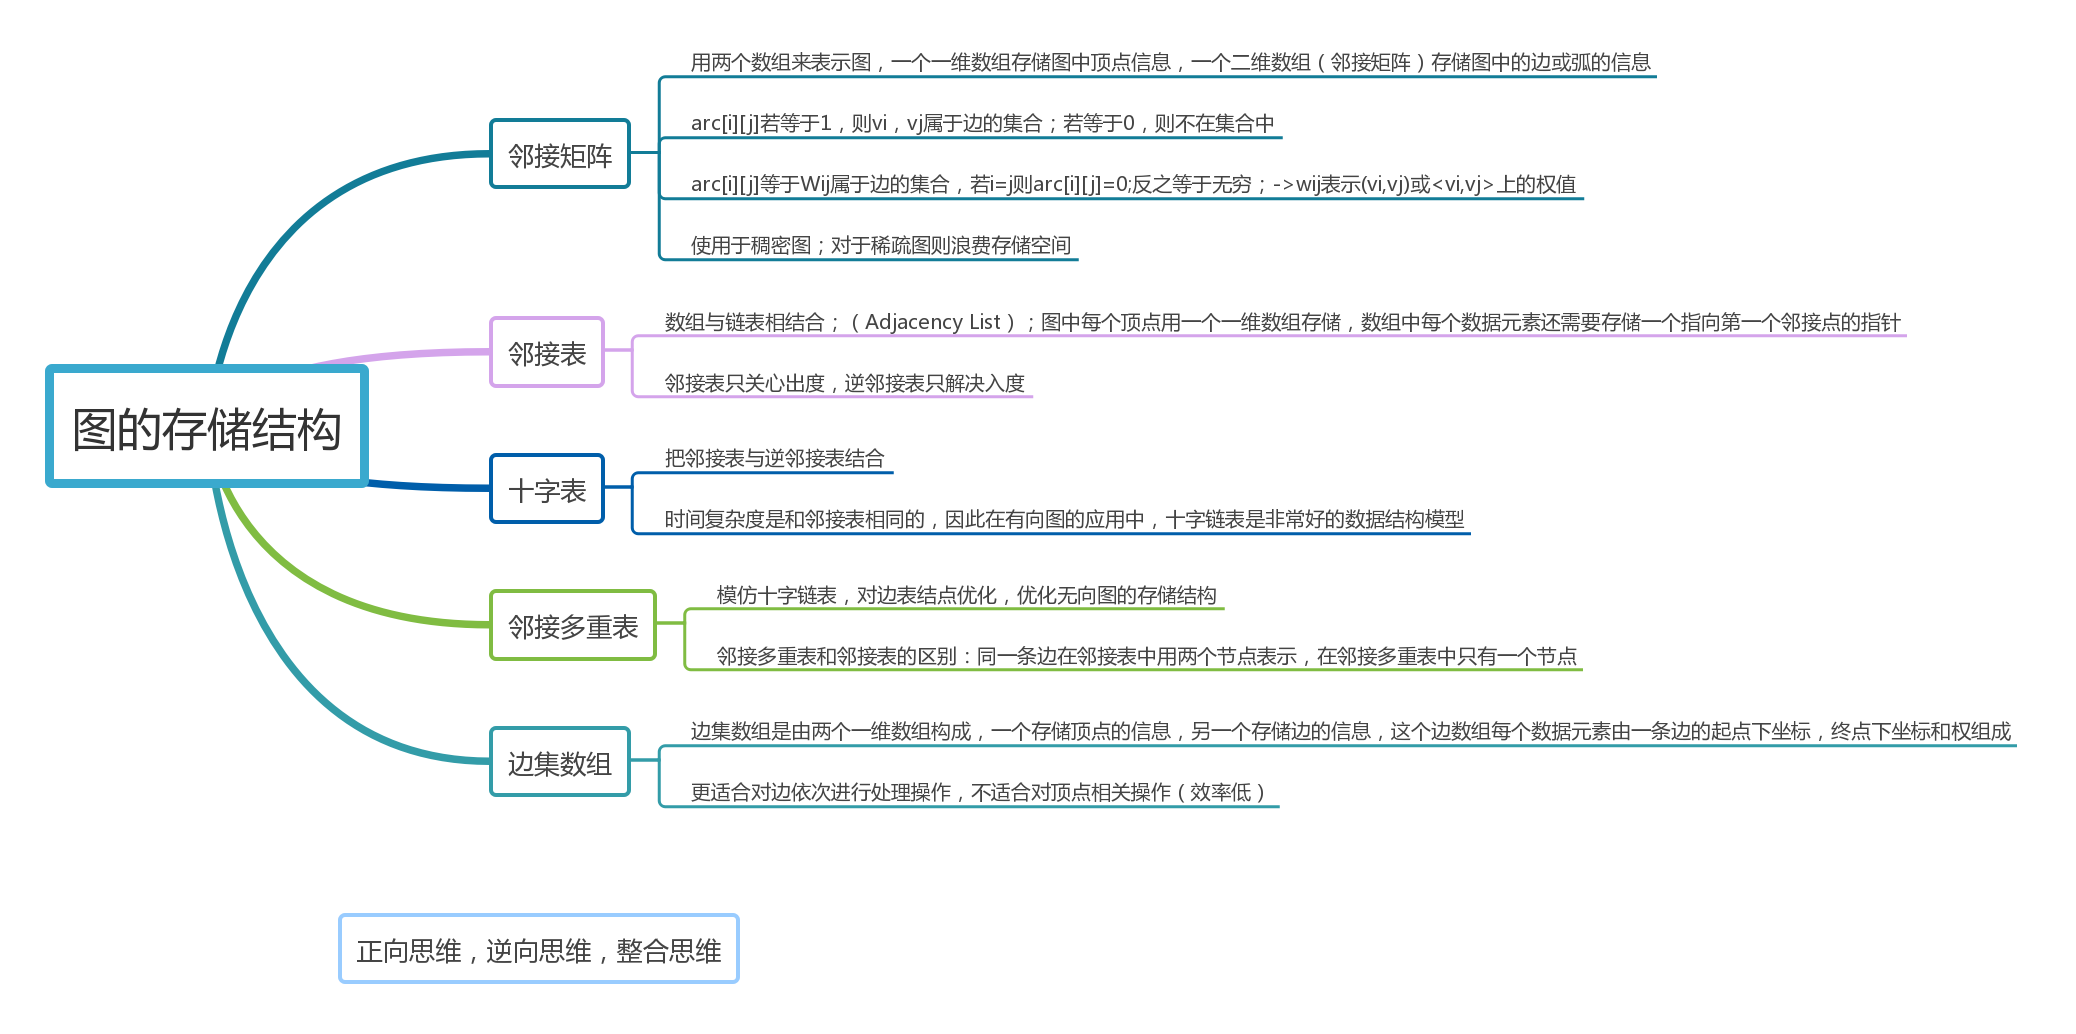 图的存储结构
邻接矩阵
用两个数组来表示图，一个一维数组存储图中顶点信息，一个二维数组（邻接矩阵）存储图中的边或弧的信息
arc[i][j]若等于1，则vi，vj属于边的集合；若等于0，则不在集合中
arc[i][j]等于Wij属于边的集合，若i=j则arc[i][j]=0;反之等于无穷；->wij表示(vi,vj)或<vi,vj>上的权值
使用于稠密图；对于稀疏图则浪费存储空间
邻接表
数组与链表相结合；（Adjacency List）；图中每个顶点用一个一维数组存储，数组中每个数据元素还需要存储一个指向第一个邻接点的指针
邻接表只关心出度，逆邻接表只解决入度
十字表
把邻接表与逆邻接表结合
时间复杂度是和邻接表相同的，因此在有向图的应用中，十字链表是非常好的数据结构模型
邻接多重表
模仿十字链表，对边表结点优化，优化无向图的存储结构
邻接多重表和邻接表的区别：同一条边在邻接表中用两个节点表示，在邻接多重表中只有一个节点
边集数组
边集数组是由两个一维数组构成，一个存储顶点的信息，另一个存储边的信息，这个边数组每个数据元素由一条边的起点下坐标，终点下坐标和权组成
更适合对边依次进行处理操作，不适合对顶点相关操作（效率低）
正向思维，逆向思维，整合思维